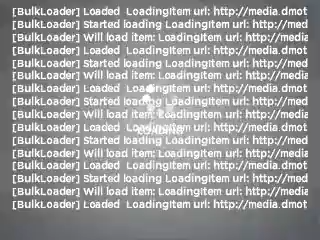 [BulkLoader] Loaded LoadingItem url: http://media.dmot
[BulkLoader] Started loading LoadingItem url: http://med
[BulkLoader] Will load item: LoadingItem url: http://media
[BulkLoader] Loaded LoadingItem url: http://media.dmot
[BulkLoader] Started loading LoadingItem url: http://med
[BulkLoader] Will load item: LoadingItem url: http://media
[BulkLoader] Loaded LoadingItem url: http://media.dmot
[BulkLoader] Started loading LoadingItem url: http://med
[BulkLoader] Will load item: LoadingItem url: http://media
[BulkLoader] Loaded LoadingItem url: http://media.dmot
LOADING
[BulkLoader] Started loading LoadingItem url: http://med
[BulkLoader] Will load item: LoadingItem url: http://media
[BulkLoader] Loaded LoadingItem url: http://media.dmot
[BulkLoader] Started loading LoadingItem url: http://med
[BulkLoader] Will load item: LoadingItem url: http://media
[BulkLoader] Loaded LoadingItem url: http://media.dmot